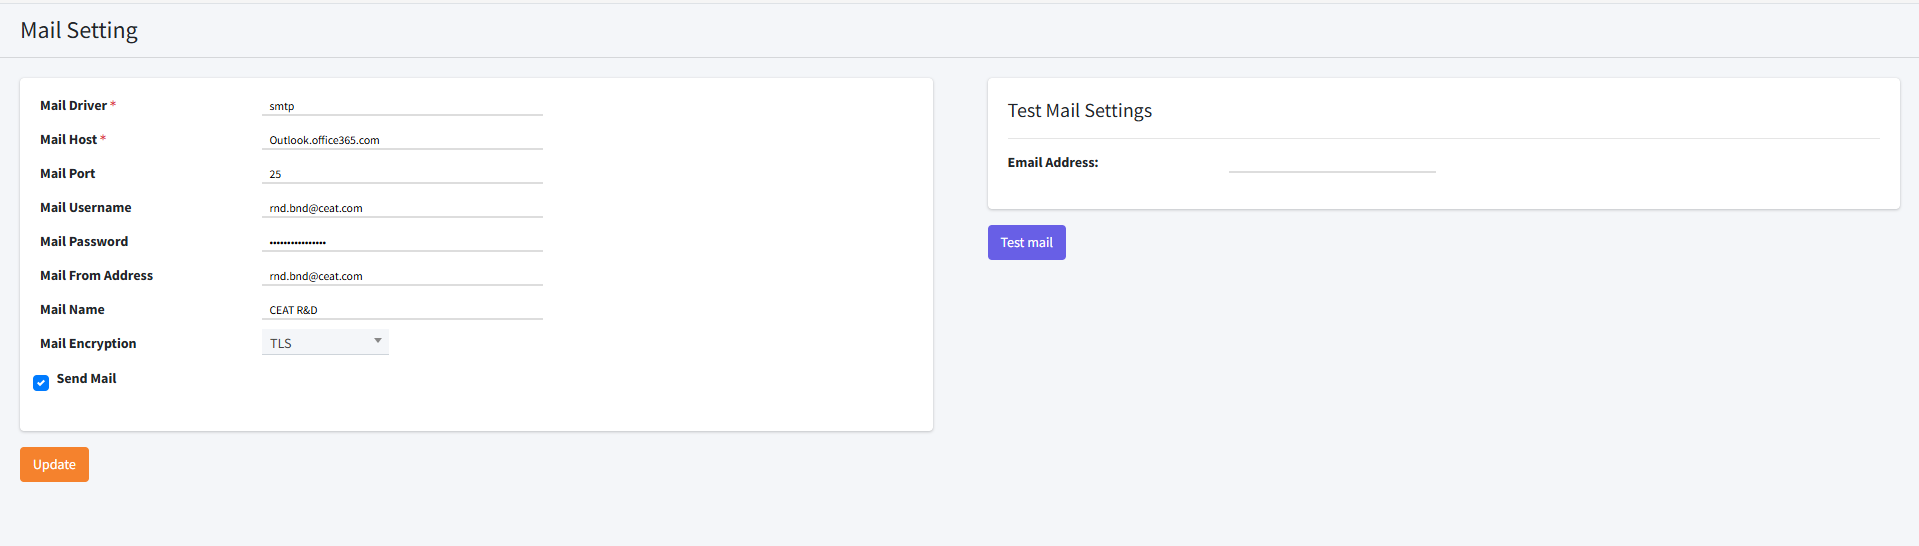 Mail Setting
Mail Driver *
smtp
Mail Host *
Outlook.office365.com
Mail Port
25
Mail Username
rnd.bnd@ceat.com
Mail Password
••••••••••••••••
Mail From Address
rnd.bnd@ceat.com
Mail Name
CEAT R&D
Mail Encryption
TLS
Send Mail
Update
Test Mail Settings
Email Address:
Test mail